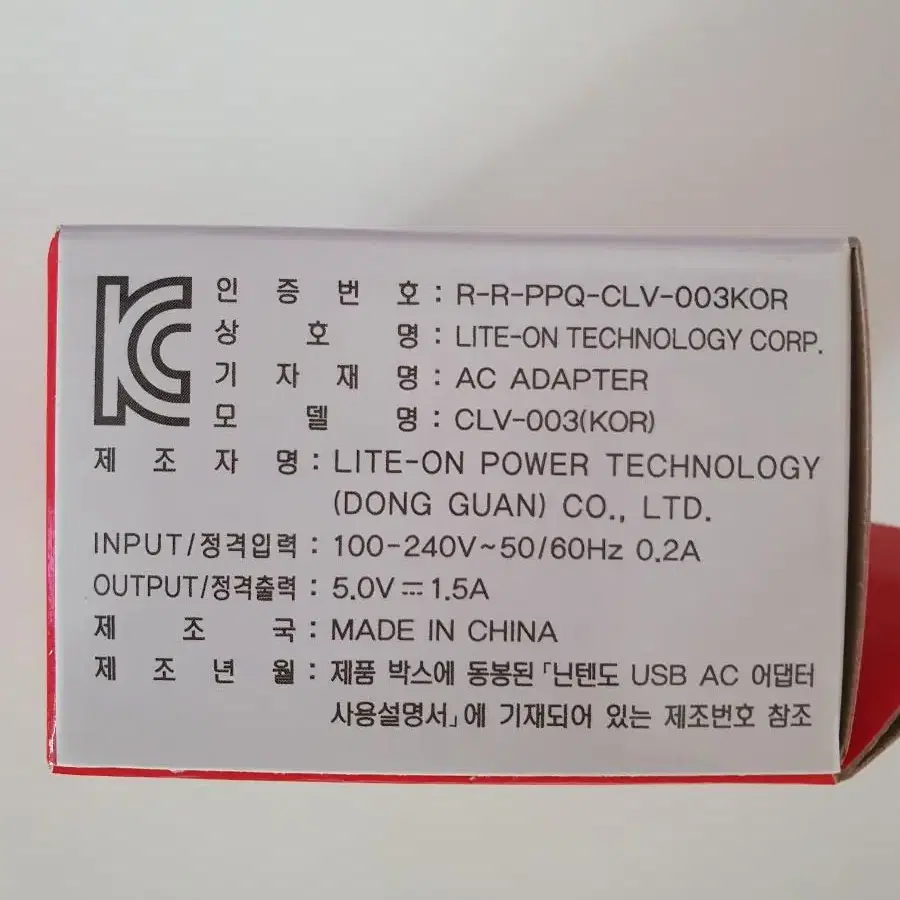 KC
인 증 번 호 : R-R-PPQ-CLV-003KOR
상 호 명 : LITE-ON TECHNOLOGY CORP.
기 자 재 명 : AC ADAPTER
모 델 명 : CLV-003(KOR)
제 조 자 명 : LITE-ON POWER TECHNOLOGY
(DONG GUAN) CO., LTD.
INPUT/정격입력 : 100-240V~50/60Hz 0.2A
OUTPUT/정격출력 : 5.0V⎓1.5A
제 조 국 : MADE IN CHINA
제 조 년 월 : 제품 박스에 동봉된 「닌텐도 USB AC 어댑터
사용설명서」에 기재되어 있는 제조번호 참조